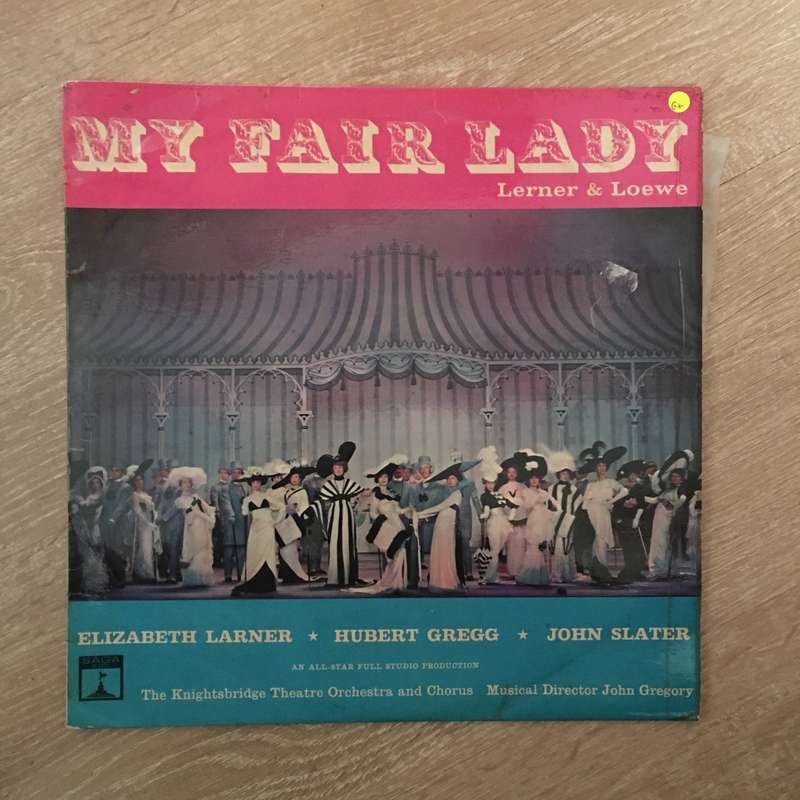 G+
MY FAIR LADY
Lerner & Loewe
ELIZABETH LARNER ★ HUBERT GREGG ★ JOHN SLATER
AN ALL-STAR FULL STUDIO PRODUCTION
SAGA
The Knightsbridge Theatre Orchestra and Chorus Musical Director John Gregory